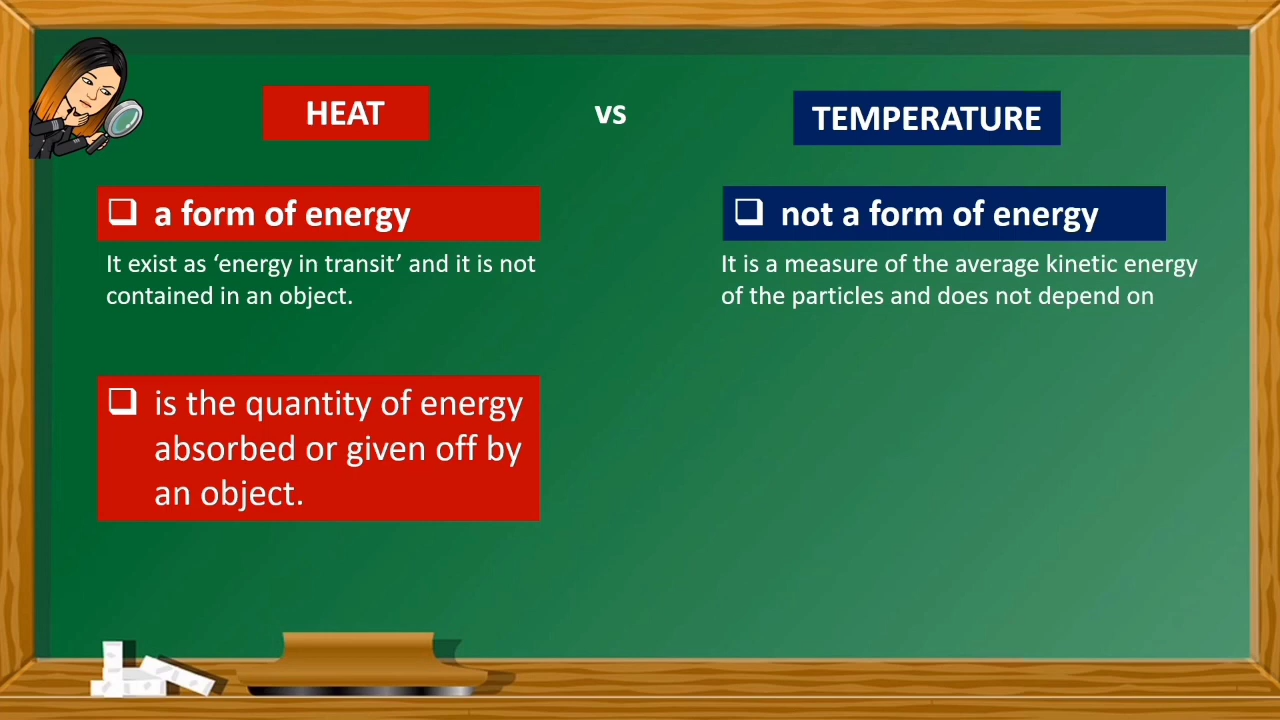 HEAT
vs
TEMPERATURE
a form of energy
It exist as ‘energy in transit’ and it is not
contained in an object.
is the quantity of energy
absorbed or given off by
an object.
not a form of energy
It is a measure of the average kinetic energy
of the particles and does not depend on